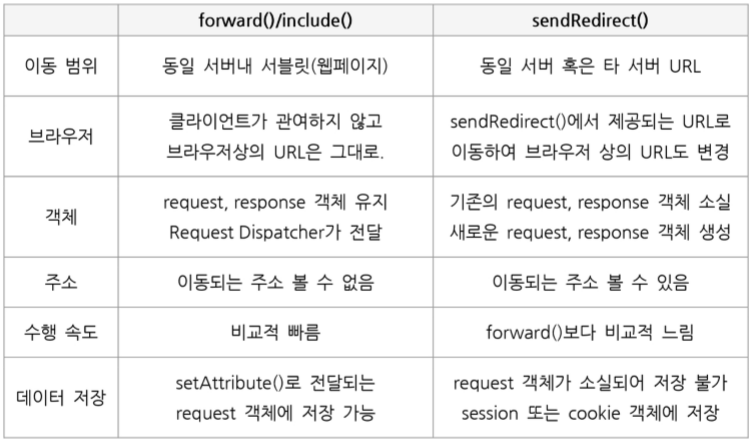 forward()/include()
sendRedirect()
이동 범위
동일 서버내 서블릿(웹페이지)
동일 서버 혹은 타 서버 URL
브라우저
클라이언트가 관여하지 않고
브라우저상의 URL은 그대로.
sendRedirect()에서 제공되는 URL로
이동하여 브라우저 상의 URL도 변경
객체
request, response 객체 유지
Request Dispatcher가 전달
기존의 request, response 객체 소실
새로운 request, response 객체 생성
주소
이동되는 주소 볼 수 없음
이동되는 주소 볼 수 있음
수행 속도
비교적 빠름
forward()보다 비교적 느림
데이터 저장
setAttribute()로 전달되는
request 객체에 저장 가능
request 객체가 소실되어 저장 불가
session 또는 cookie 객체에 저장